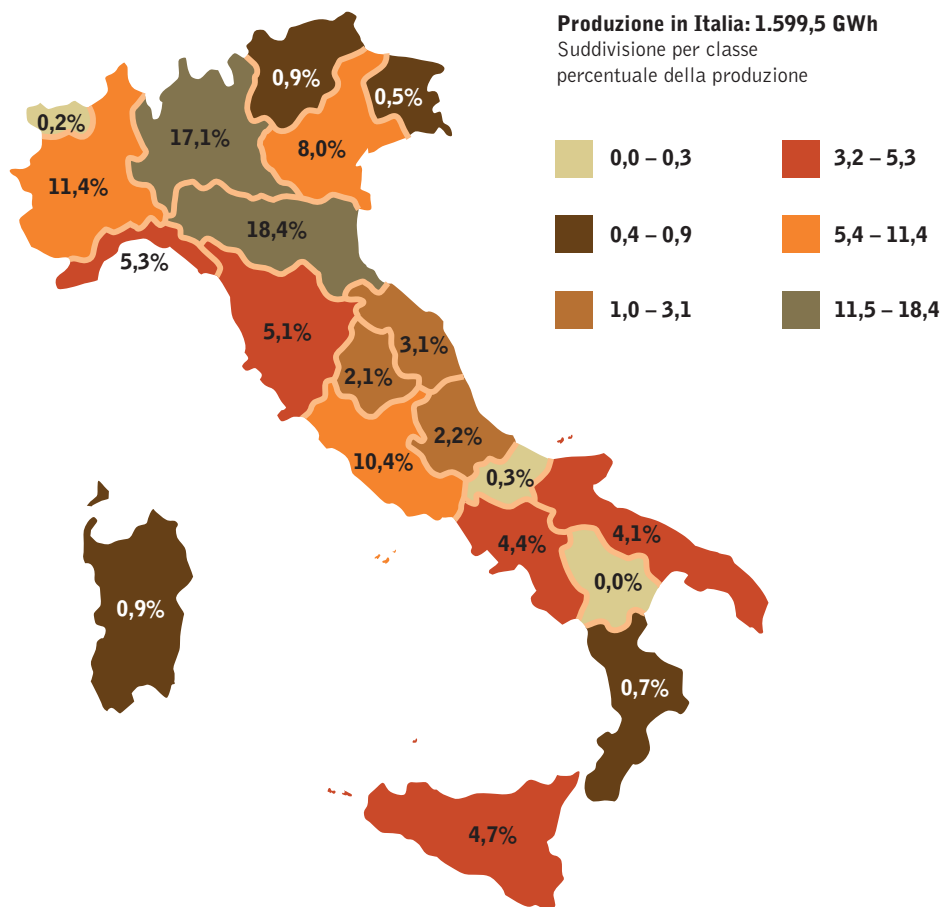 Produzione in Italia: 1.599,5 GWh
Suddivisione per classe
percentuale della produzione
0,0 – 0,3
3,2 – 5,3
0,4 – 0,9
5,4 – 11,4
1,0 – 3,1
11,5 – 18,4
0,9%
0,5%
0,2%
17,1%
8,0%
11,4%
18,4%
5,3%
5,1%
3,1%
2,1%
2,2%
10,4%
0,3%
4,4%
4,1%
0,0%
0,9%
0,7%
4,7%